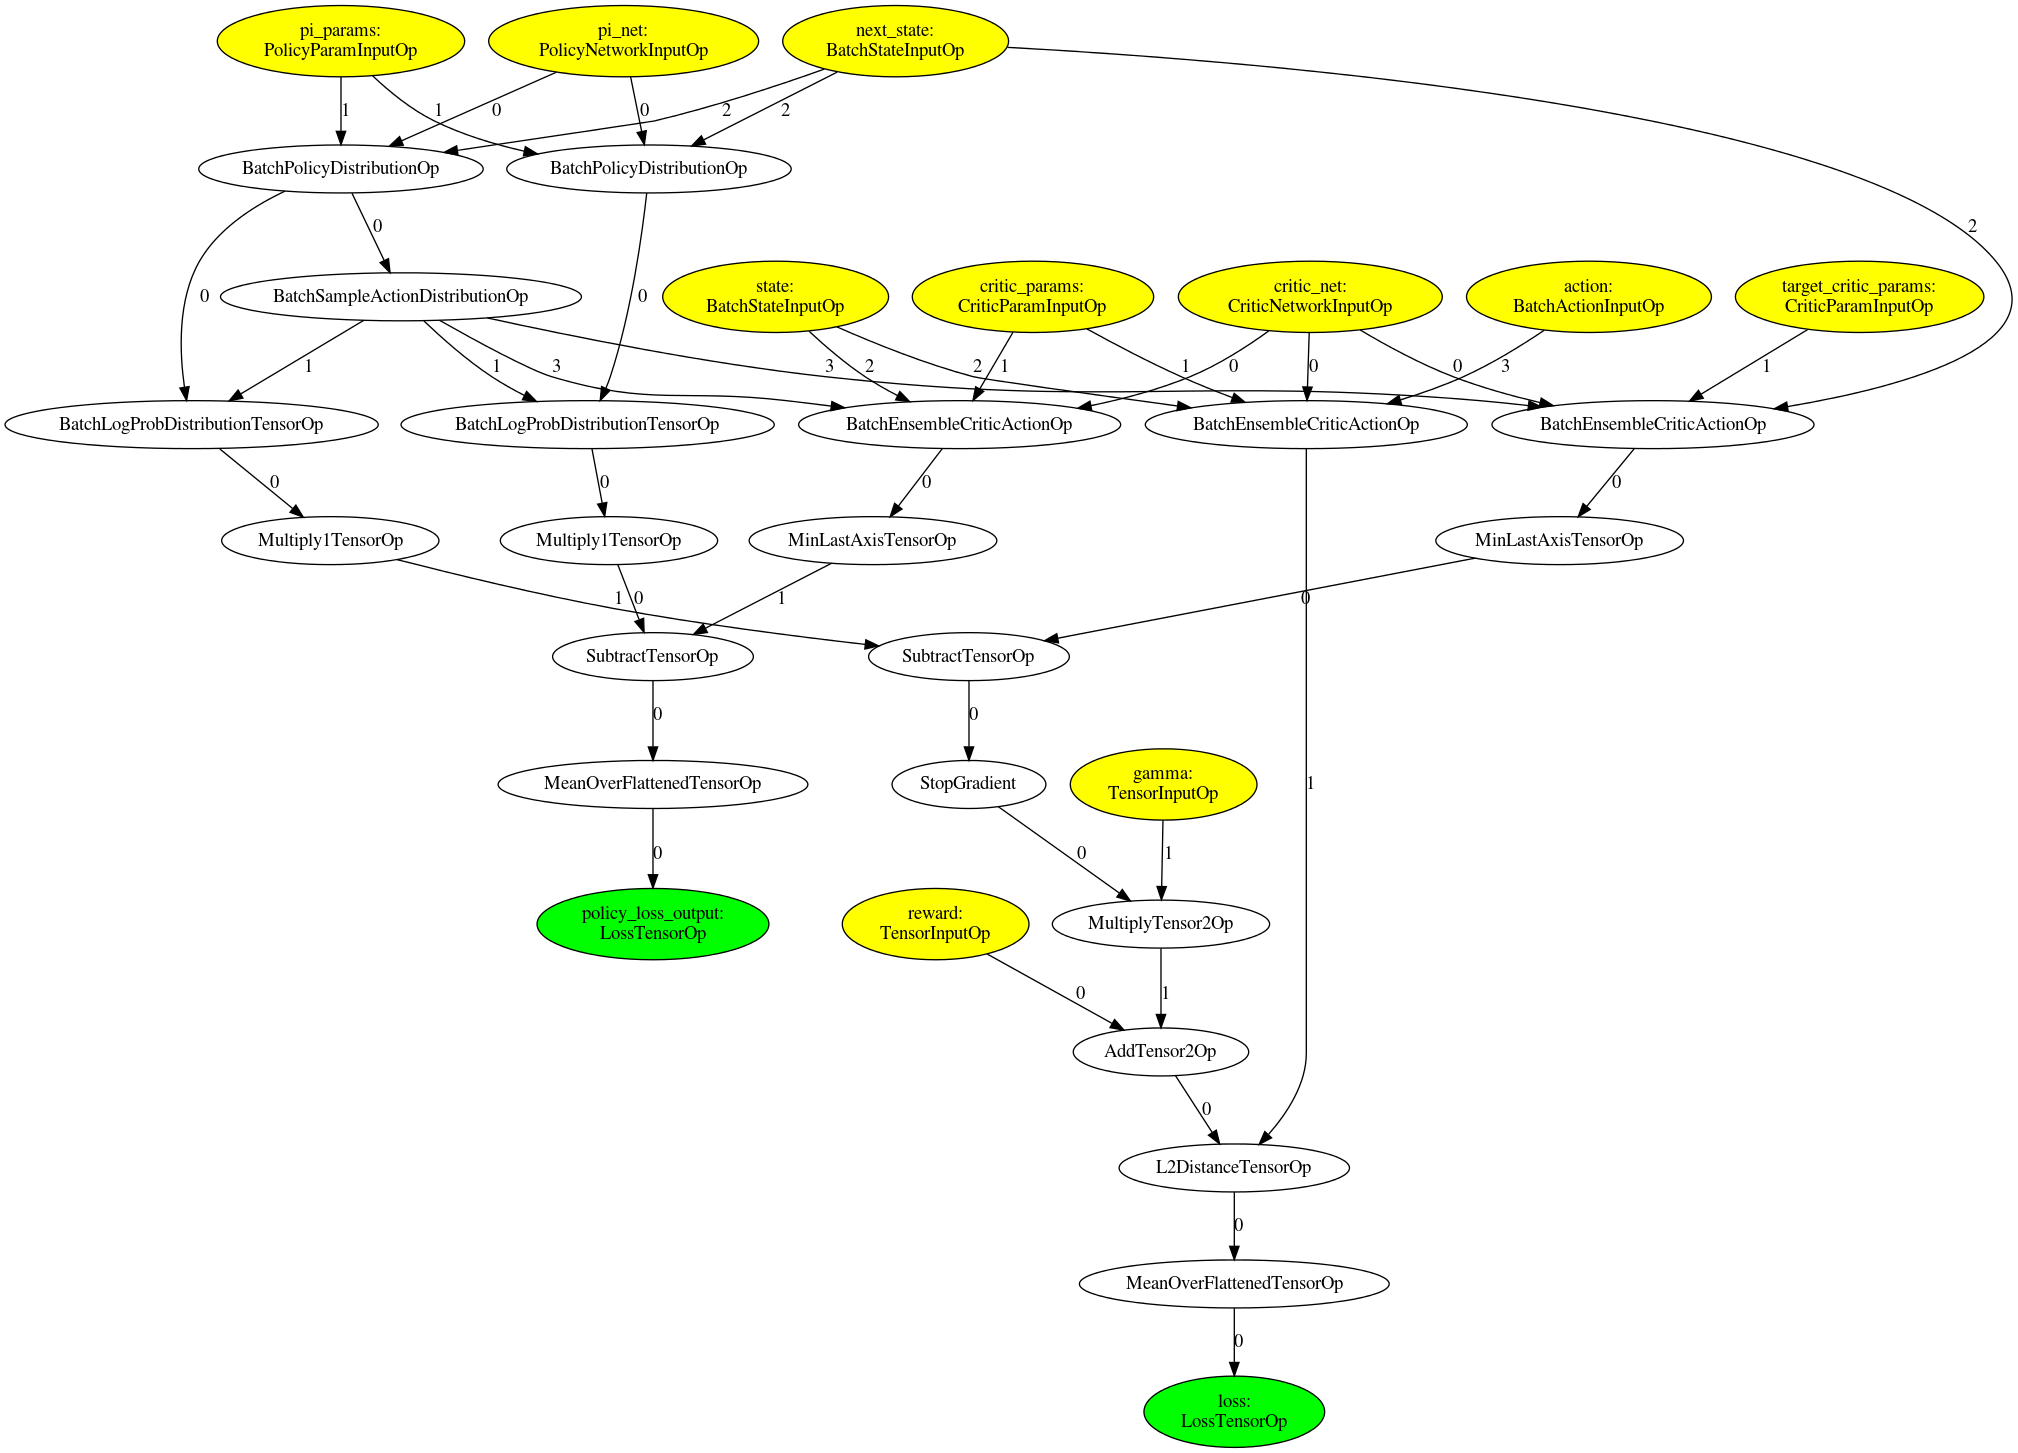 pi_params:
PolicyParamInputOp
pi_net:
PolicyNetworkInputOp
next_state:
BatchStateInputOp
1
1
0
0
2
2
BatchPolicyDistributionOp
BatchPolicyDistributionOp
0
2
state:
BatchStateInputOp
critic_params:
CriticParamInputOp
critic_net:
CriticNetworkInputOp
action:
BatchActionInputOp
target_critic_params:
CriticParamInputOp
0
BatchSampleActionDistributionOp
0
1
1
3
3
2
2
1
1
0
0
0
3
1
BatchLogProbDistributionTensorOp
BatchLogProbDistributionTensorOp
BatchEnsembleCriticActionOp
BatchEnsembleCriticActionOp
BatchEnsembleCriticActionOp
0
0
0
0
Multiply1TensorOp
Multiply1TensorOp
MinLastAxisTensorOp
MinLastAxisTensorOp
1
0
1
0
SubtractTensorOp
SubtractTensorOp
0
0
MeanOverFlattenedTensorOp
StopGradient
gamma:
TensorInputOp
1
0
0
1
policy_loss_output:
LossTensorOp
reward:
TensorInputOp
MultiplyTensor2Op
0
1
AddTensor2Op
0
L2DistanceTensorOp
0
MeanOverFlattenedTensorOp
0
loss:
LossTensorOp